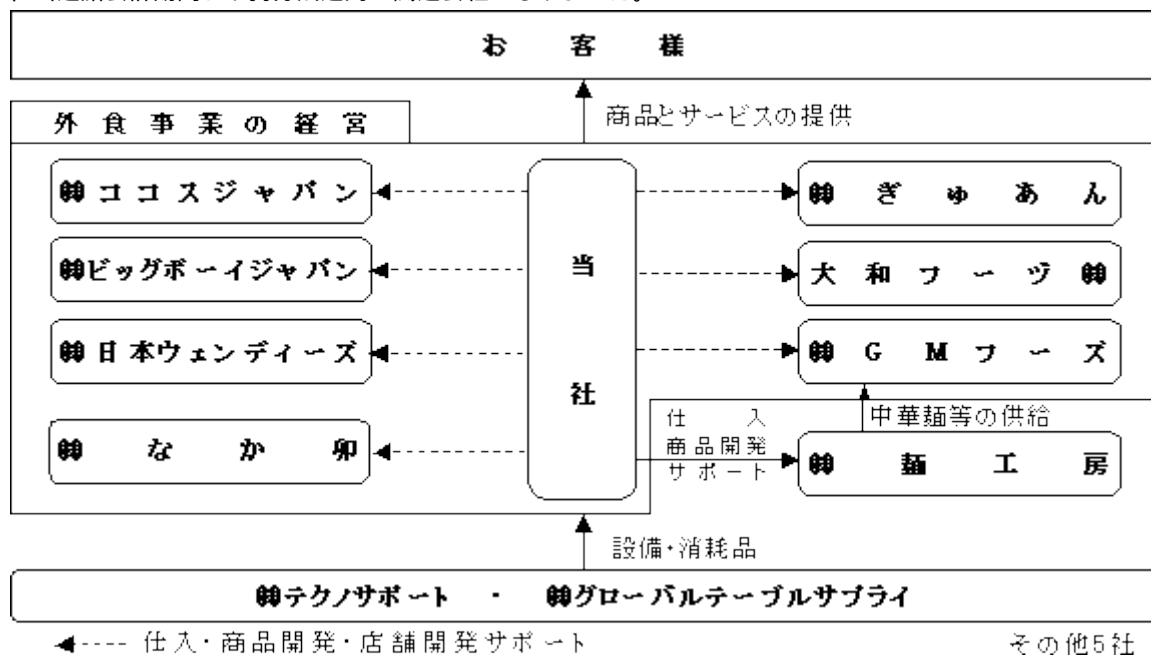 お客様
商品とサービスの提供
外食事業の経営
㈱ココスジャパン
㈱ぎゅあん
㈱ビッグボーイジャパン
当社
大和フーヅ㈱
㈱日本ウェンディーズ
㈱GMフーズ
仕入
商品開発
サポート
中華麺等の供給
㈱なか卯
㈱麺工房
設備・消耗品
㈱テクノサポート ・ ㈱グローバルテーブルサプライ
仕入・商品開発・店舗開発サポート
その他5社